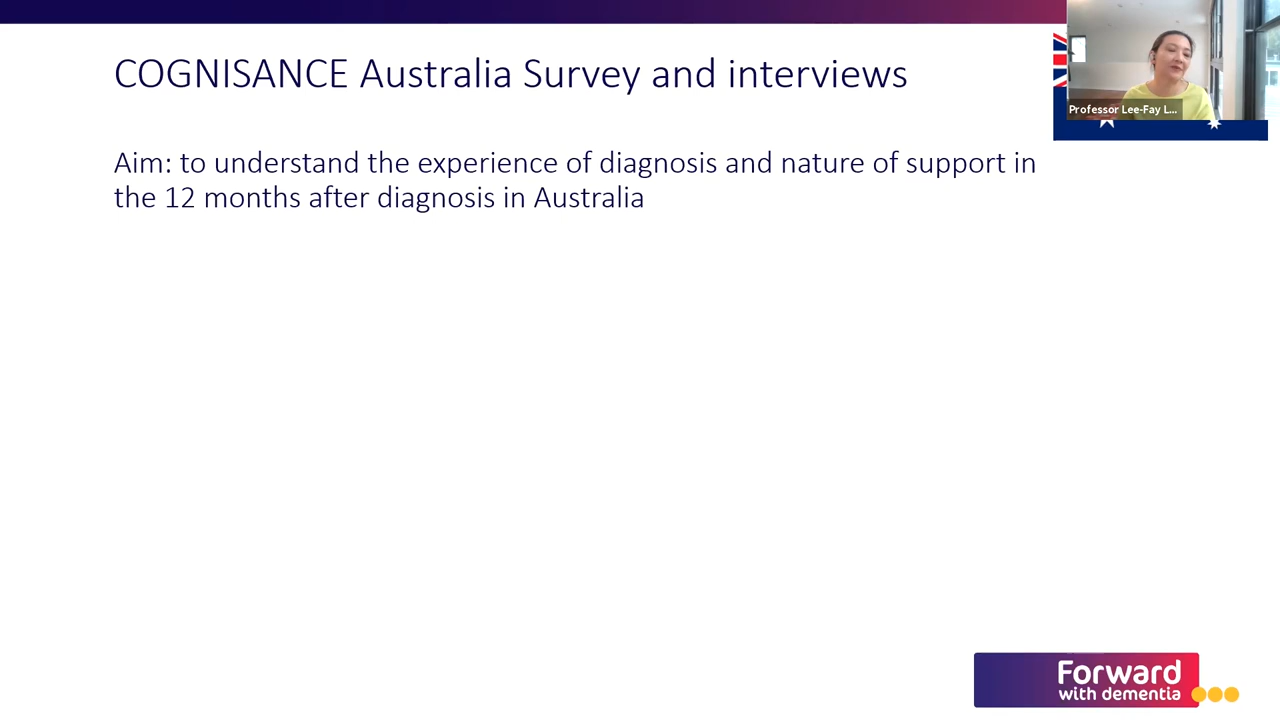 COGNISANCE Australia Survey and interviews
Professor Lee-Fay L...
Aim: to understand the experience of diagnosis and nature of support in
the 12 months after diagnosis in Australia
Forward
with dementia